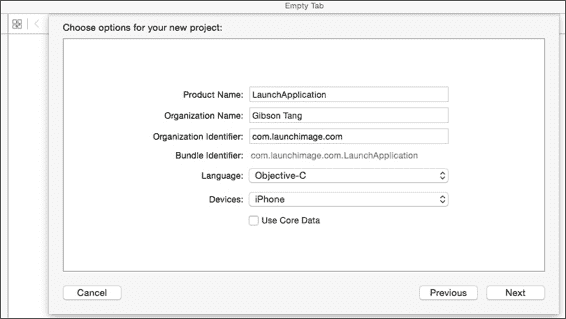 Empty Tab
Choose options for your new project:
Product Name: LaunchApplication
Organization Name: Gibson Tang
Organization Identifier: com.launchimage.com
Bundle Identifier: com.launchimage.com.LaunchApplication
Language: Objective-C
Devices: iPhone
Use Core Data
Cancel Previous Next